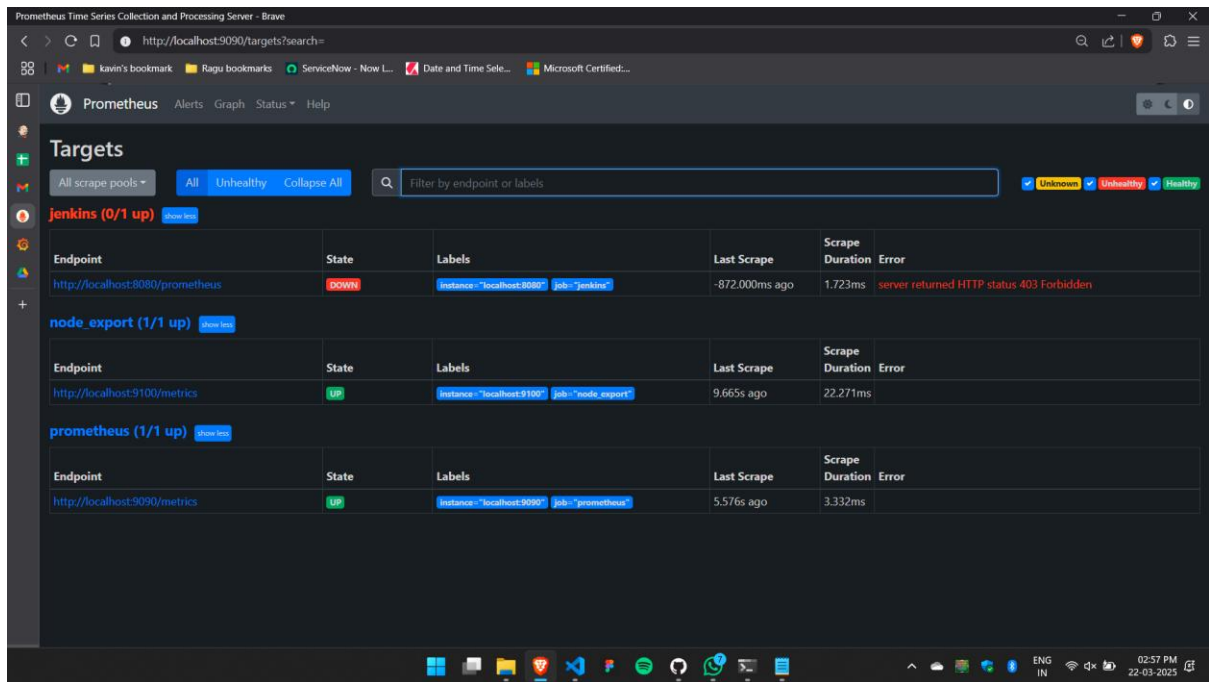 Prometheus Time Series Collection and Processing Server - Brave
http://localhost:9090/targets?search=
kavin's bookmark Ragu bookmarks ServiceNow - Now L... Date and Time Sele... Microsoft Certified:...
Prometheus Alerts Graph Status Help
Targets
All scrape pools All Unhealthy Collapse All Filter by endpoint or labels Unknown Unhealthy Healthy
jenkins (0/1 up) show less
Endpoint State Labels Last Scrape Scrape Duration Error
http://localhost:8080/prometheus DOWN instance="localhost:8080" job="jenkins" -872.000ms ago 1.723ms server returned HTTP status 403 Forbidden
node_export (1/1 up) show less
Endpoint State Labels Last Scrape Scrape Duration Error
http://localhost:9100/metrics UP instance="localhost:9100" job="node_export" 9.665s ago 22.271ms
prometheus (1/1 up) show less
Endpoint State Labels Last Scrape Scrape Duration Error
http://localhost:9090/metrics UP instance="localhost:9090" job="prometheus" 5.576s ago 3.332ms
7 ENG 02:57 PM
IN 22-03-2025